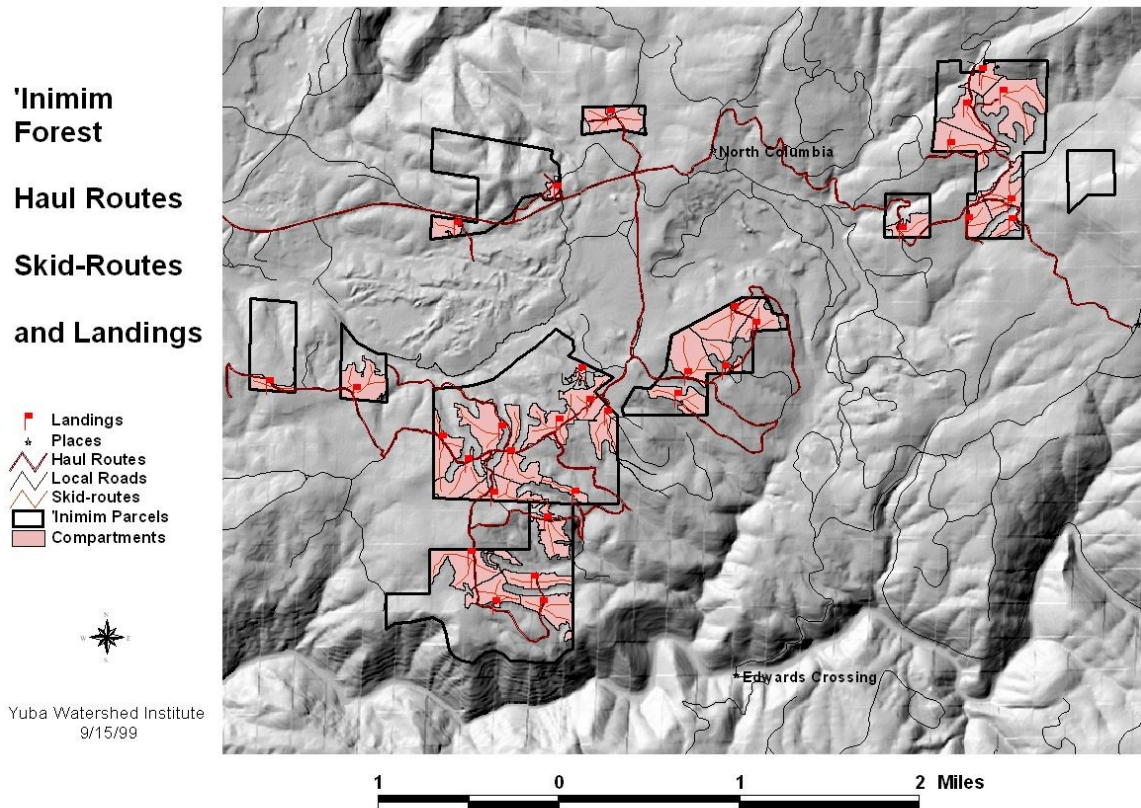 'Inimim
Forest
Haul Routes
Skid-Routes
and Landings
Landings
Places
Haul Routes
Local Roads
Skid-routes
'Inimim Parcels
Compartments
N
W
E
S
Yuba Watershed Institute
9/15/99
North Columbia
Edwards Crossing
1 0 1 2 Miles